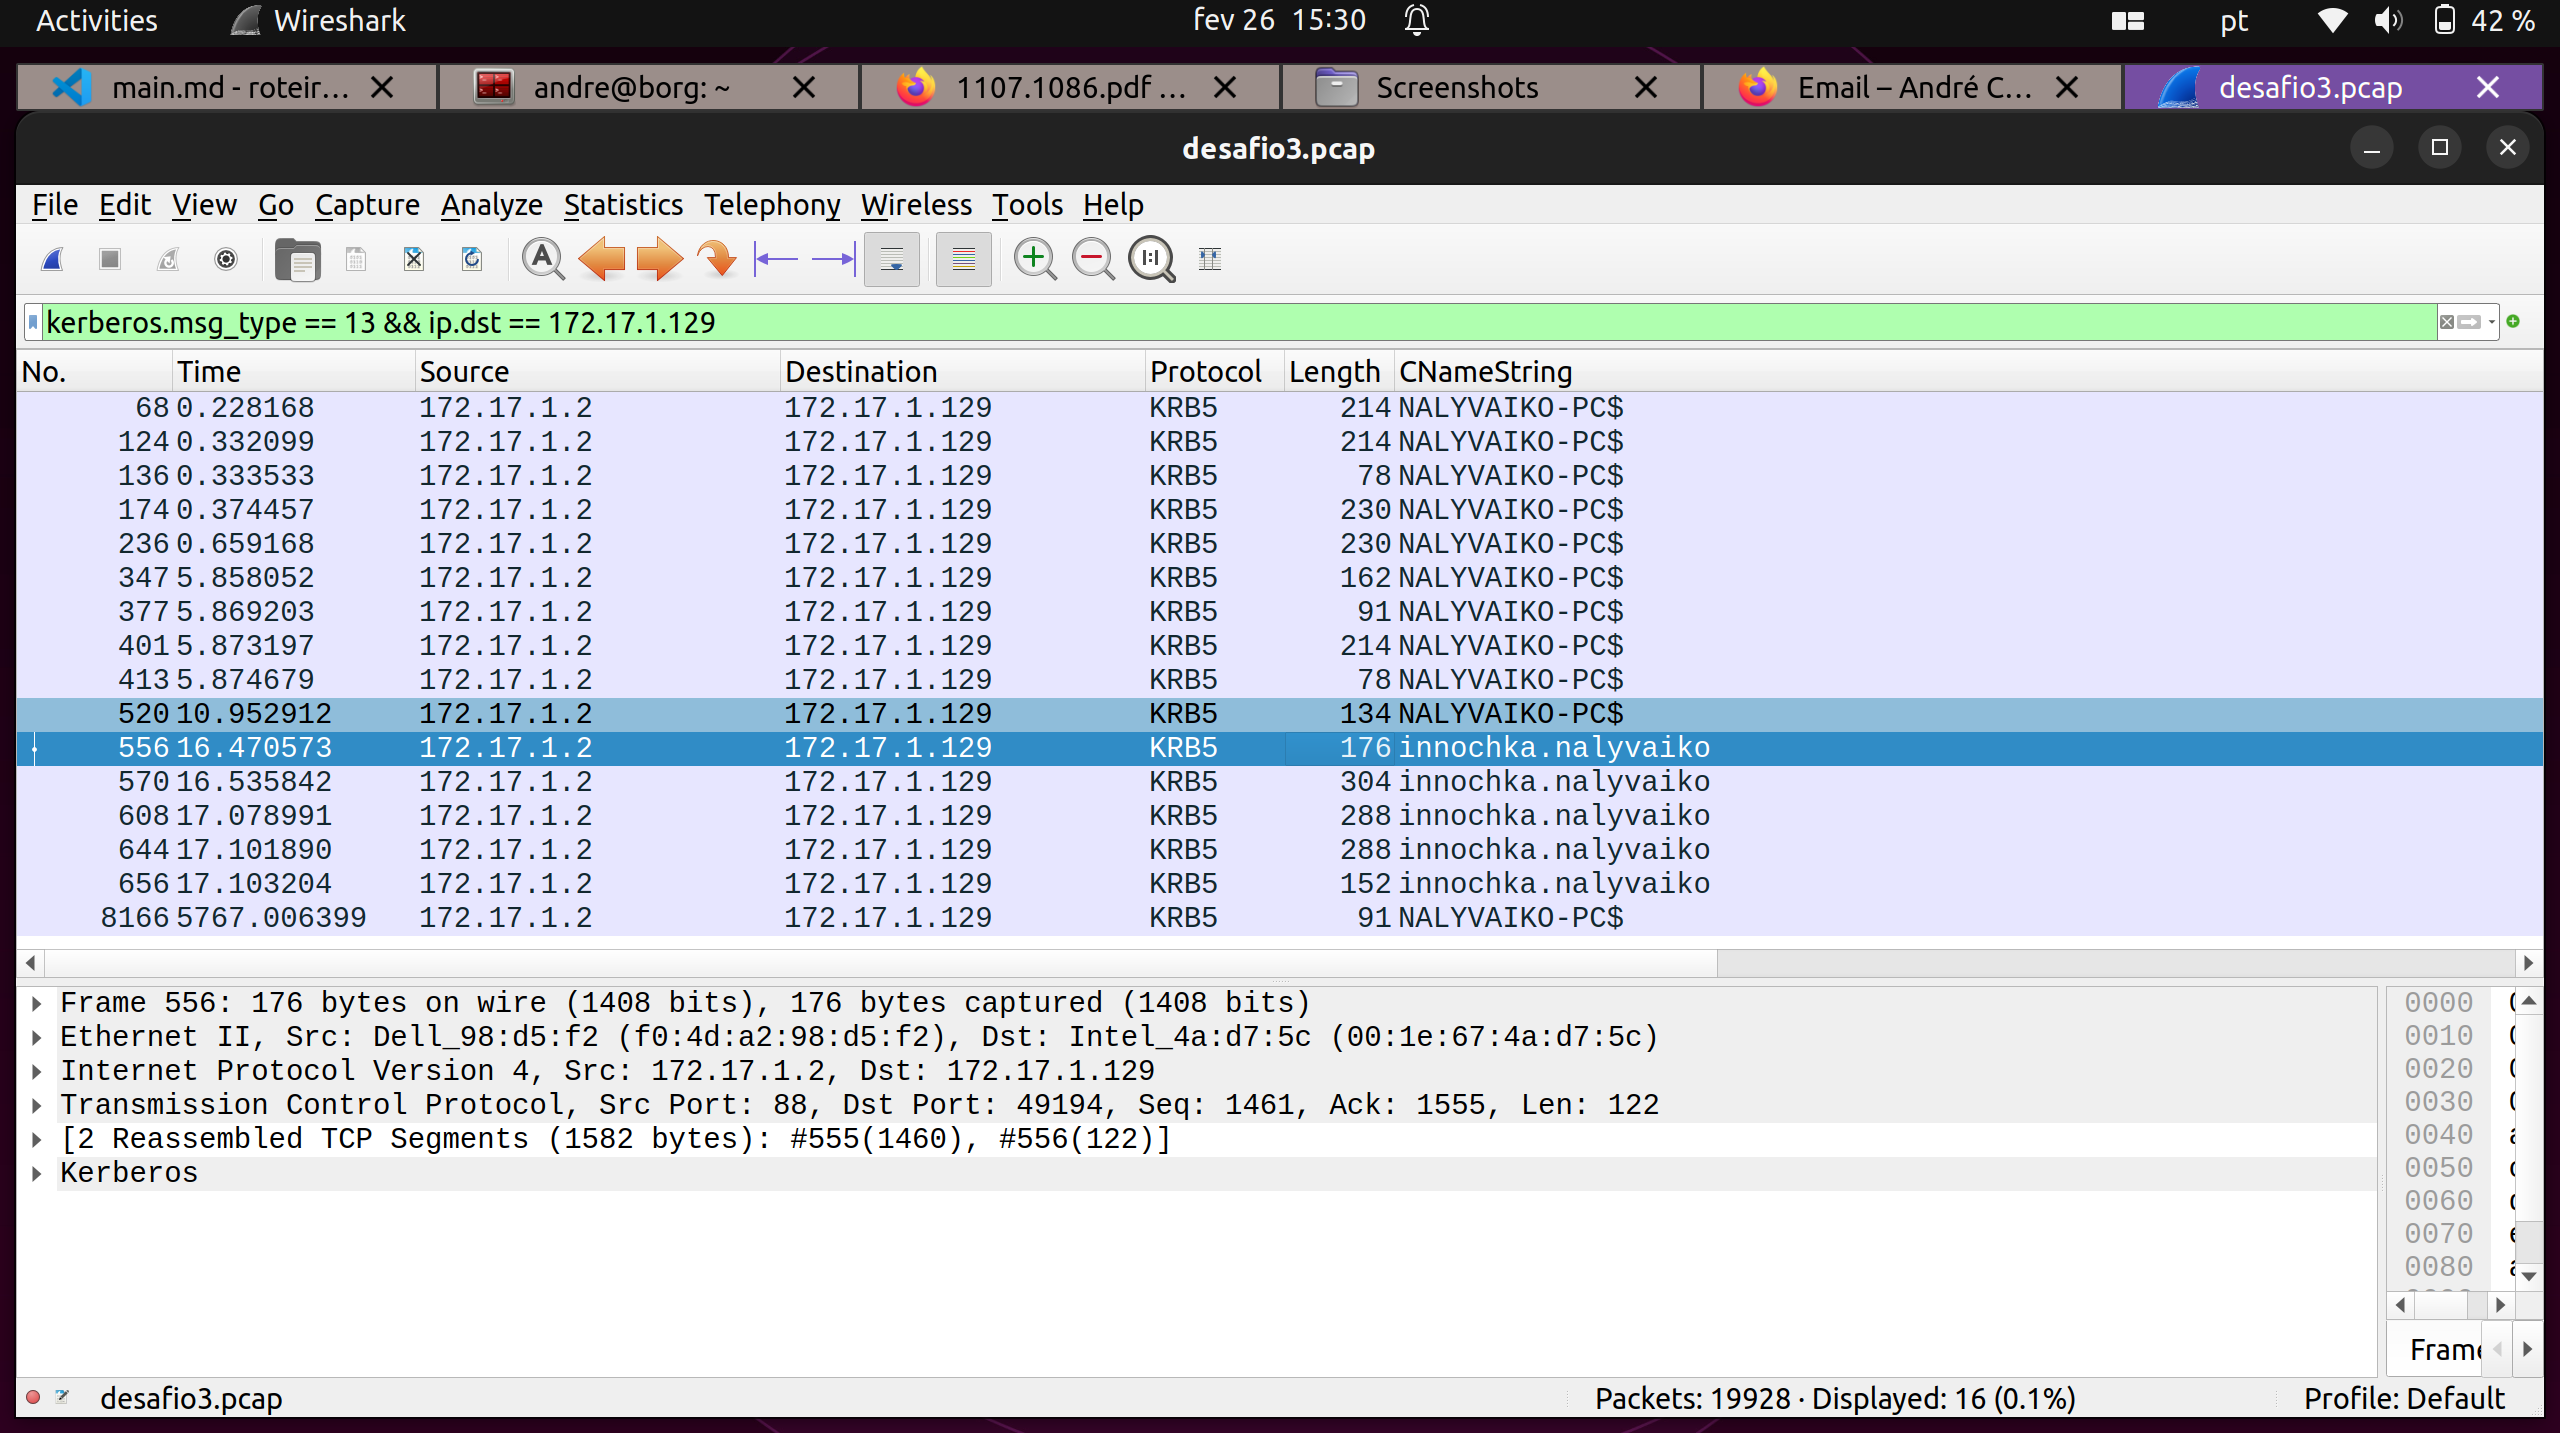 Activities Wireshark fev 26 15:30 pt 42 %
main.md - roteir... andre@borg: ~ 1107.1086.pdf ... Screenshots Email – André C... desafio3.pcap
desafio3.pcap
File Edit View Go Capture Analyze Statistics Telephony Wireless Tools Help
kerberos.msg_type == 13 && ip.dst == 172.17.1.129
No. Time Source Destination Protocol Length CNameString
68 0.228168 172.17.1.2 172.17.1.129 KRB5 214 NALYVAIKO-PC$
124 0.332099 172.17.1.2 172.17.1.129 KRB5 214 NALYVAIKO-PC$
136 0.333533 172.17.1.2 172.17.1.129 KRB5 78 NALYVAIKO-PC$
174 0.374457 172.17.1.2 172.17.1.129 KRB5 230 NALYVAIKO-PC$
236 0.659168 172.17.1.2 172.17.1.129 KRB5 230 NALYVAIKO-PC$
347 5.858052 172.17.1.2 172.17.1.129 KRB5 162 NALYVAIKO-PC$
377 5.869203 172.17.1.2 172.17.1.129 KRB5 91 NALYVAIKO-PC$
401 5.873197 172.17.1.2 172.17.1.129 KRB5 214 NALYVAIKO-PC$
413 5.874679 172.17.1.2 172.17.1.129 KRB5 78 NALYVAIKO-PC$
520 10.952912 172.17.1.2 172.17.1.129 KRB5 134 NALYVAIKO-PC$
556 16.470573 172.17.1.2 172.17.1.129 KRB5 176 innochka.nalyvaiko
570 16.535842 172.17.1.2 172.17.1.129 KRB5 304 innochka.nalyvaiko
608 17.078991 172.17.1.2 172.17.1.129 KRB5 288 innochka.nalyvaiko
644 17.101890 172.17.1.2 172.17.1.129 KRB5 288 innochka.nalyvaiko
656 17.103204 172.17.1.2 172.17.1.129 KRB5 152 innochka.nalyvaiko
8166 5767.006399 172.17.1.2 172.17.1.129 KRB5 91 NALYVAIKO-PC$
Frame 556: 176 bytes on wire (1408 bits), 176 bytes captured (1408 bits)
Ethernet II, Src: Dell_98:d5:f2 (f0:4d:a2:98:d5:f2), Dst: Intel_4a:d7:5c (00:1e:67:4a:d7:5c)
Internet Protocol Version 4, Src: 172.17.1.2, Dst: 172.17.1.129
Transmission Control Protocol, Src Port: 88, Dst Port: 49194, Seq: 1461, Ack: 1555, Len: 122
[2 Reassembled TCP Segments (1582 bytes): #555(1460), #556(122)]
Kerberos
0000
0010
0020
0030
0040
0050
0060
0070
0080
Frame
desafio3.pcap Packets: 19928 · Displayed: 16 (0.1%) Profile: Default